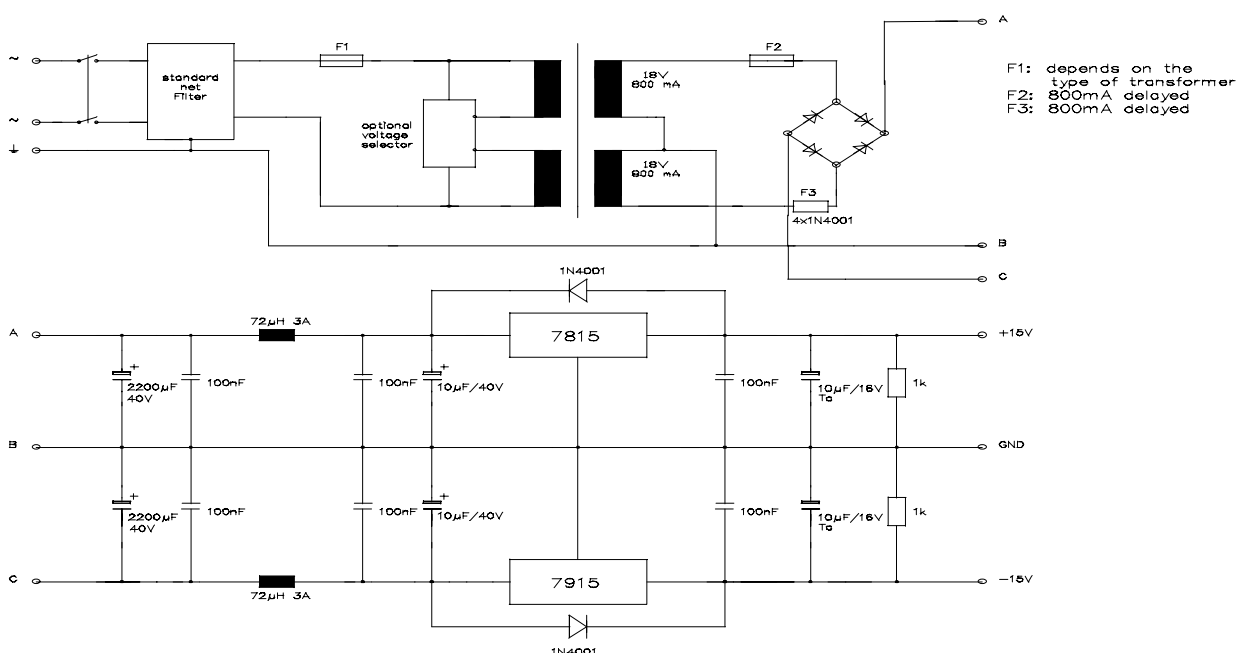 A
F1
F2
~
standard
net
Filter
18V
800 mA
F1: depends on the
type of transformer
F2: 800mA delayed
F3: 800mA delayed
~
optional
voltage
selector
18V
800 mA
F3
4x1N4001
B
C
1N4001
72µH 3A
7815
A
+15V
2200µF
40V
100nF
100nF
10µF/40V
100nF
10µF/16V
Ta
1k
B
GND
2200µF
40V
100nF
100nF
10µF/40V
100nF
10µF/16V
Ta
1k
C
7915
-15V
72µH 3A
1N4001